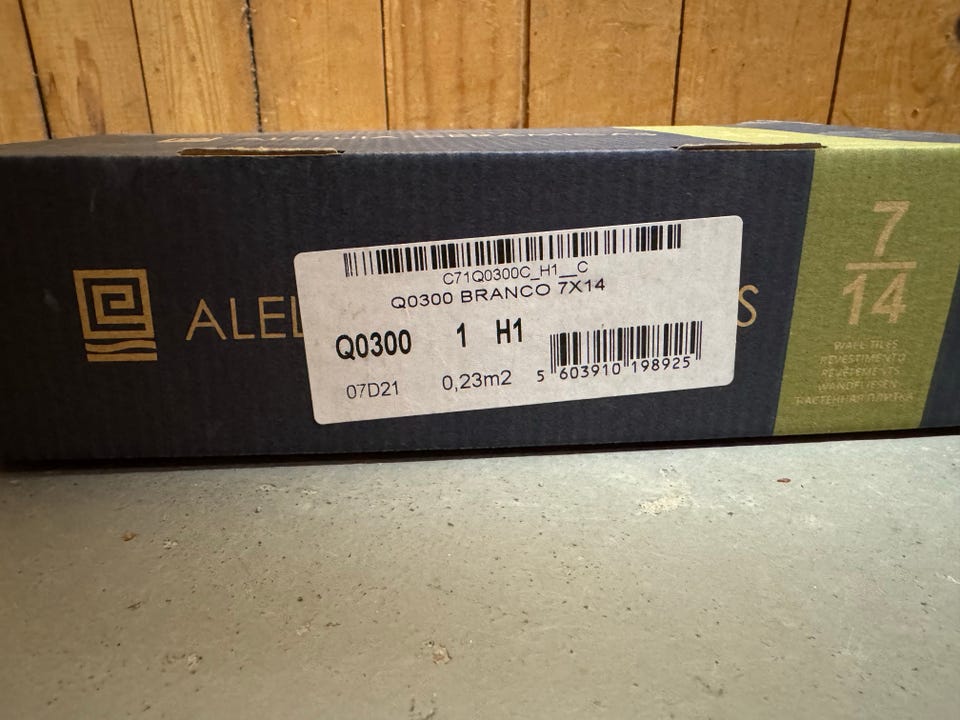 C71Q0300C_H1__C
Q0300 BRANCO 7X14
Q0300 1 H1
07D21 0,23m2 5 603910 198925
7
14
WALL TILES
REVESTIMENTO
REVÊTEMENTS
WANDFLIESEN
НАСТЕННАЯ ПЛИТКА